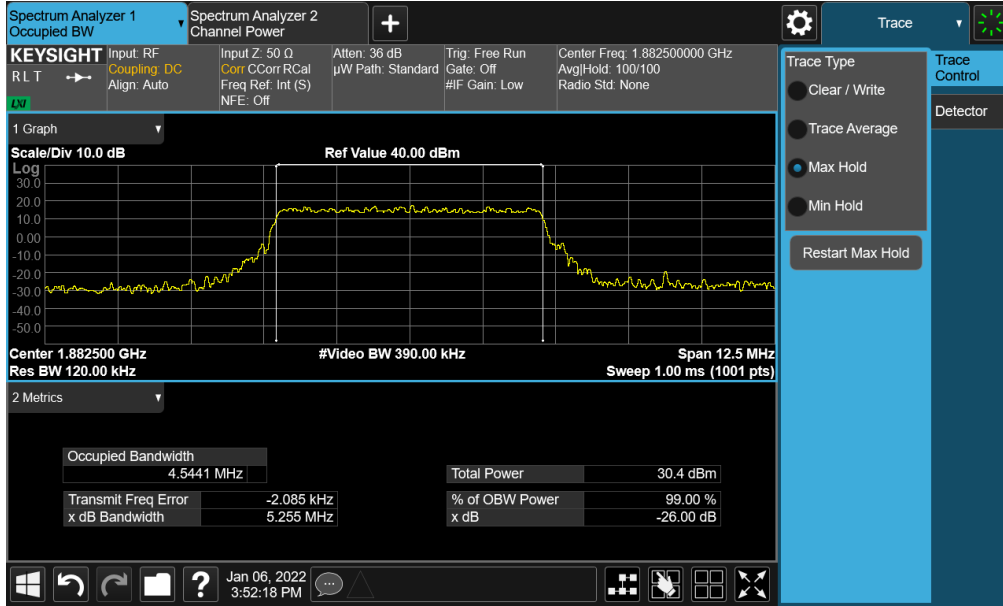 Spectrum Analyzer 1
Occupied BW
Spectrum Analyzer 2
Channel Power
Trace
KEYSIGHT
R L T
LXI
Input: RF
Coupling: DC
Align: Auto
Input Z: 50 Ω
Corr CCorr RCal
Freq Ref: Int (S)
NFE: Off
Atten: 36 dB
µW Path: Standard
Trig: Free Run
Gate: Off
#IF Gain: Low
Center Freq: 1.882500000 GHz
Avg|Hold: 100/100
Radio Std: None
Trace Type
Clear / Write
Trace Average
Max Hold
Min Hold
Restart Max Hold
Trace
Control
Detector
1 Graph
Scale/Div 10.0 dB
Ref Value 40.00 dBm
Log
30.0
20.0
10.0
0.00
-10.0
-20.0
-30.0
-40.0
-50.0
Center 1.882500 GHz
#Video BW 390.00 kHz
Span 12.5 MHz
Res BW 120.00 kHz
Sweep 1.00 ms (1001 pts)
2 Metrics
Occupied Bandwidth
4.5441 MHz
Total Power 30.4 dBm
Transmit Freq Error -2.085 kHz
% of OBW Power 99.00 %
x dB Bandwidth 5.255 MHz
x dB -26.00 dB
?
Jan 06, 2022
3:52:18 PM